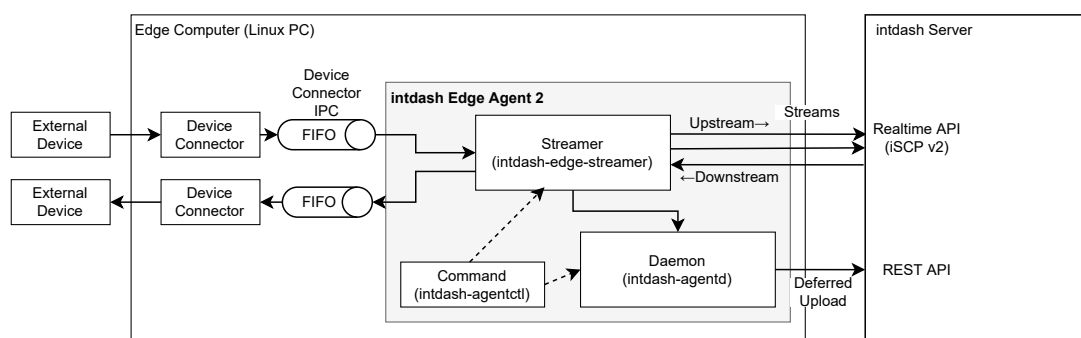 Edge Computer (Linux PC)
intdash Server
Device
Connector
IPC
intdash Edge Agent 2
External
Device
Device
Connector
FIFO
Streamer
(intdash-edge-streamer)
Upstream→
Streams
Realtime API
(iSCP v2)
←Downstream
External
Device
Device
Connector
FIFO
Command
(intdash-agentctl)
Daemon
(intdash-agentd)
Deferred
Upload
REST API